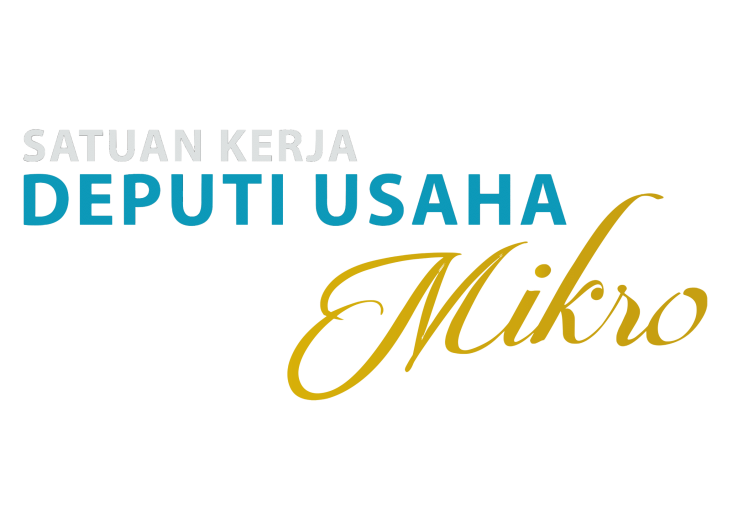 SATUAN KERJA
DEPUTI USAHA
Mikro